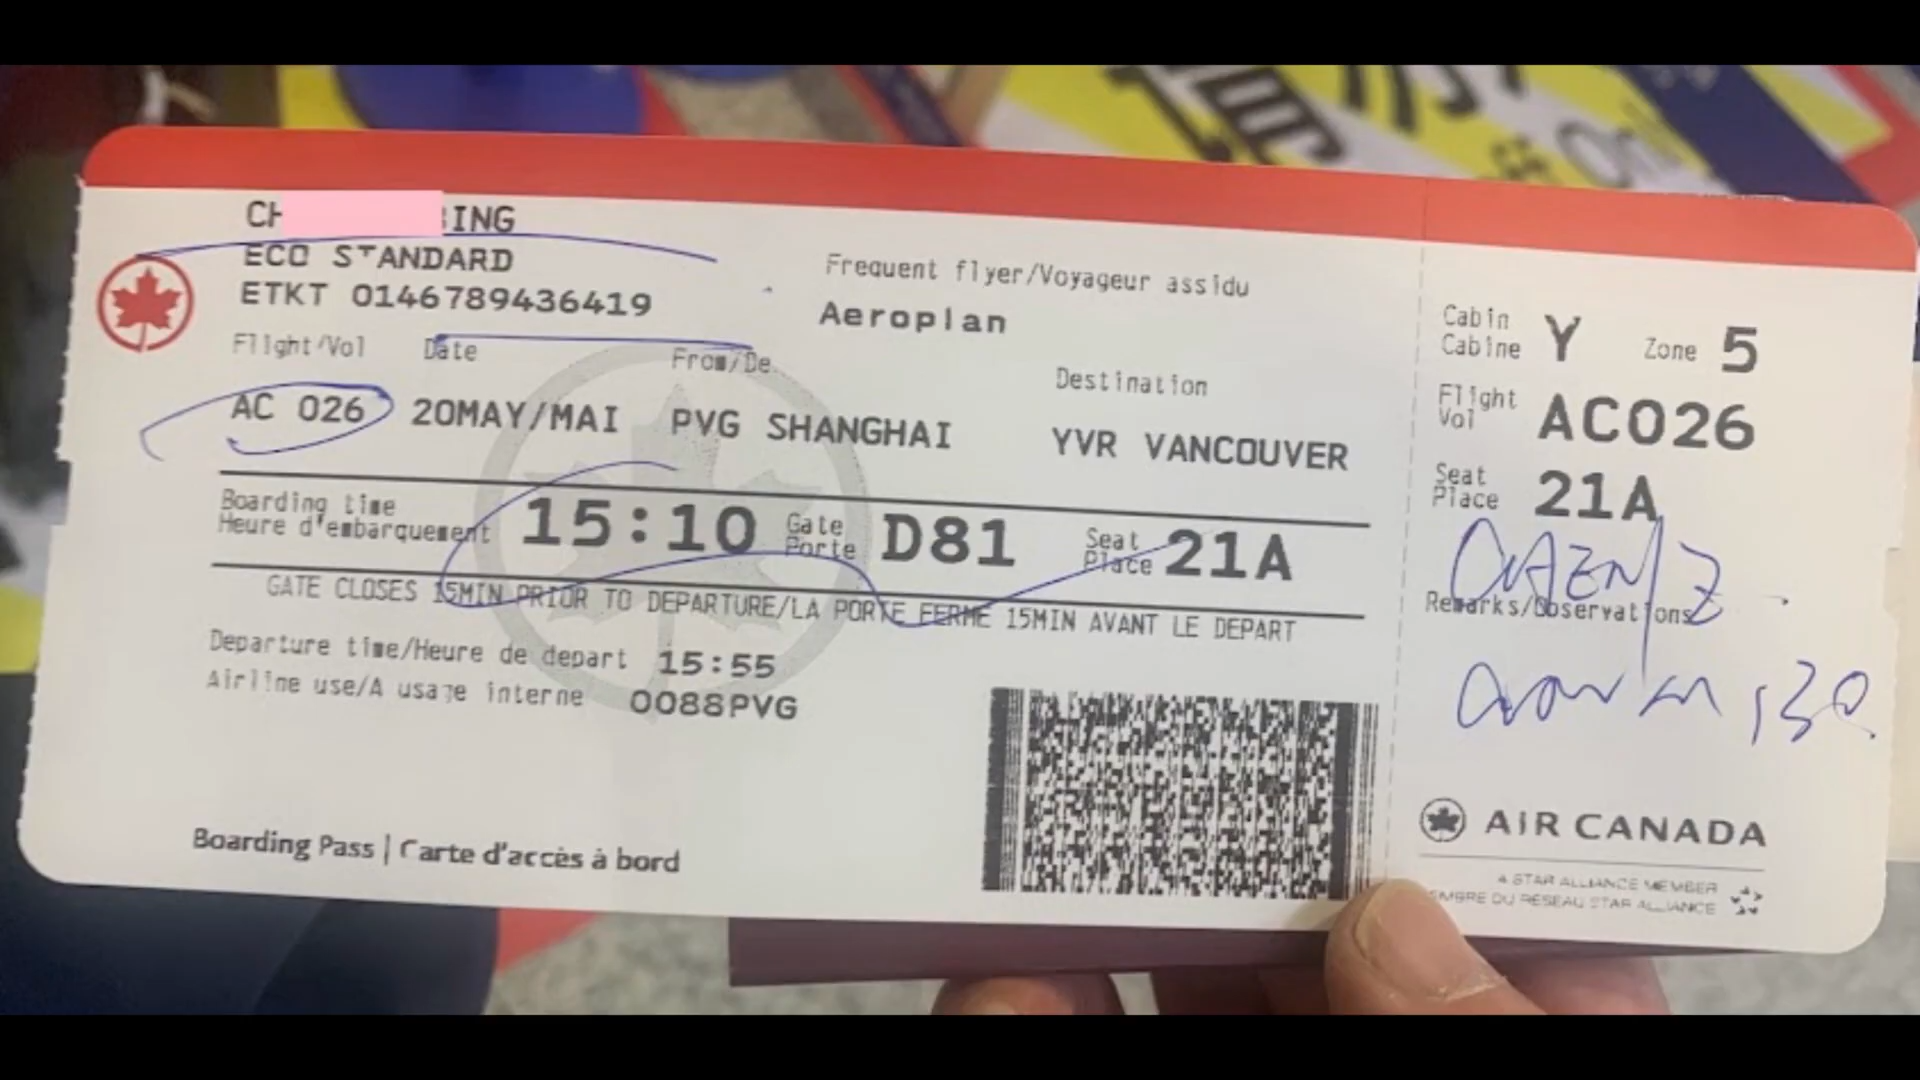 CH ING
ECO STANDARD
ETKT 0146789436419
Frequent flyer/Voyageur assidu
Aeroplan
Flight/Vol Date From/De Destination
AC 026 20MAY/MAI PVG SHANGHAI YVR VANCOUVER
Boarding time
Heure d'embarquement 15:10 Gate Porte D81 Seat Place 21A
GATE CLOSES 15MIN PRIOR TO DEPARTURE/LA PORTE FERME 15MIN AVANT LE DEPART
Departure time/Heure de depart 15:55
Airline use/A usage interne 0088PVG
Boarding Pass | Carte d'accès à bord
Cabin Cabine Y Zone 5
Flight Vol AC026
Seat Place 21A
Remarks/Observations
AIR CANADA
A STAR ALLIANCE MEMBER
MBRE DU RESEAU STAR ALLIANCE